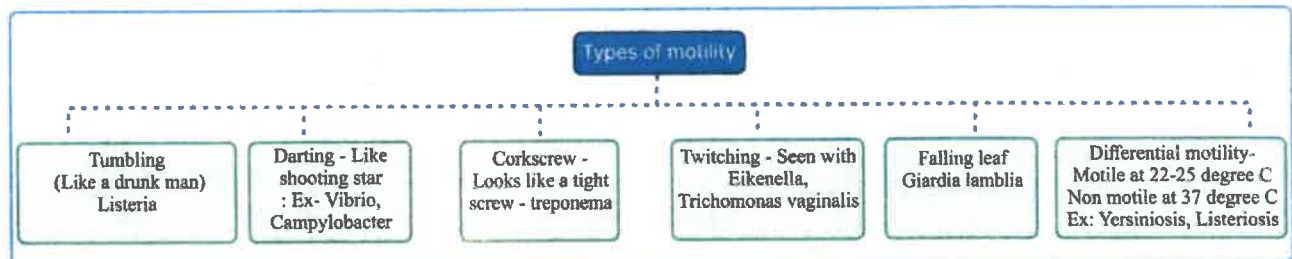 Types of motility
Tumbling
(Like a drunk man)
Listeria
Darting - Like
shooting star
: Ex- Vibrio,
Campylobacter
Corkscrew -
Looks like a tight
screw - treponema
Twitching - Seen with
Eikenella,
Trichomonas vaginalis
Falling leaf
Giardia lamblia
Differential motility-
Motile at 22-25 degree C
Non motile at 37 degree C
Ex: Yersiniosis, Listeriosis